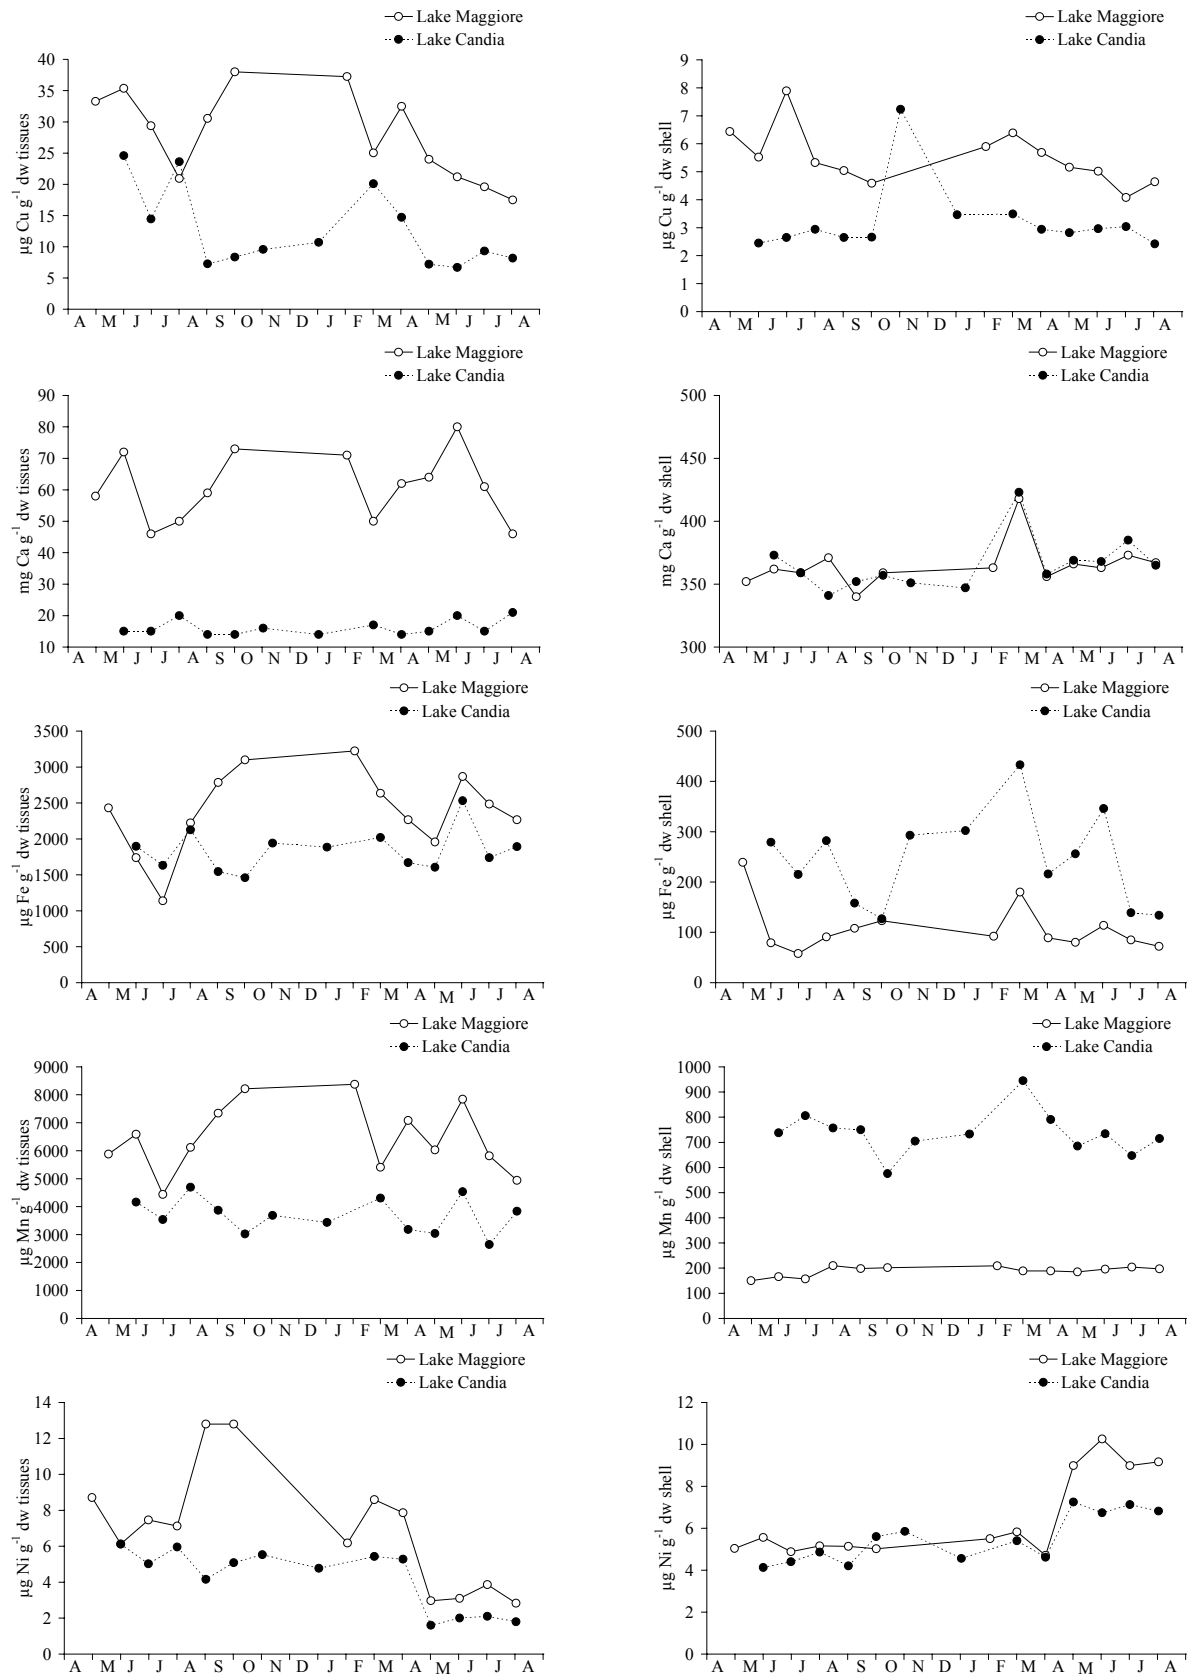 Lake Maggiore
Lake Candia
40
35
30
25
20
15
10
5
0
µg Cu g-1 dw tissues
A M J J A S O N D J F M A M J J A
Lake Maggiore
Lake Candia
9
8
7
6
5
4
3
2
1
0
µg Cu g-1 dw shell
A M J J A S O N D J F M A M J J A
Lake Maggiore
Lake Candia
90
80
70
60
50
40
30
20
10
mg Ca g-1 dw tissues
A M J J A S O N D J F M A M J J A
Lake Maggiore
Lake Candia
500
450
400
350
300
mg Ca g-1 dw shell
A M J J A S O N D J F M A M J J A
Lake Maggiore
Lake Candia
3500
3000
2500
2000
1500
1000
500
0
µg Fe g-1 dw tissues
A M J J A S O N D J F M A M J J A
Lake Maggiore
Lake Candia
500
400
300
200
100
0
µg Fe g-1 dw shell
A M J J A S O N D J F M A M J J A
Lake Maggiore
Lake Candia
9000
8000
7000
6000
5000
4000
3000
2000
1000
0
µg Mn g-1 dw tissues
A M J J A S O N D J F M A M J J A
Lake Maggiore
Lake Candia
1000
900
800
700
600
500
400
300
200
100
0
µg Mn g-1 dw shell
A M J J A S O N D J F M A M J J A
Lake Maggiore
Lake Candia
14
12
10
8
6
4
2
0
µg Ni g-1 dw tissues
A M J J A S O N D J F M A M J J A
Lake Maggiore
Lake Candia
12
10
8
6
4
2
0
µg Ni g-1 dw shell
A M J J A S O N D J F M A M J J A